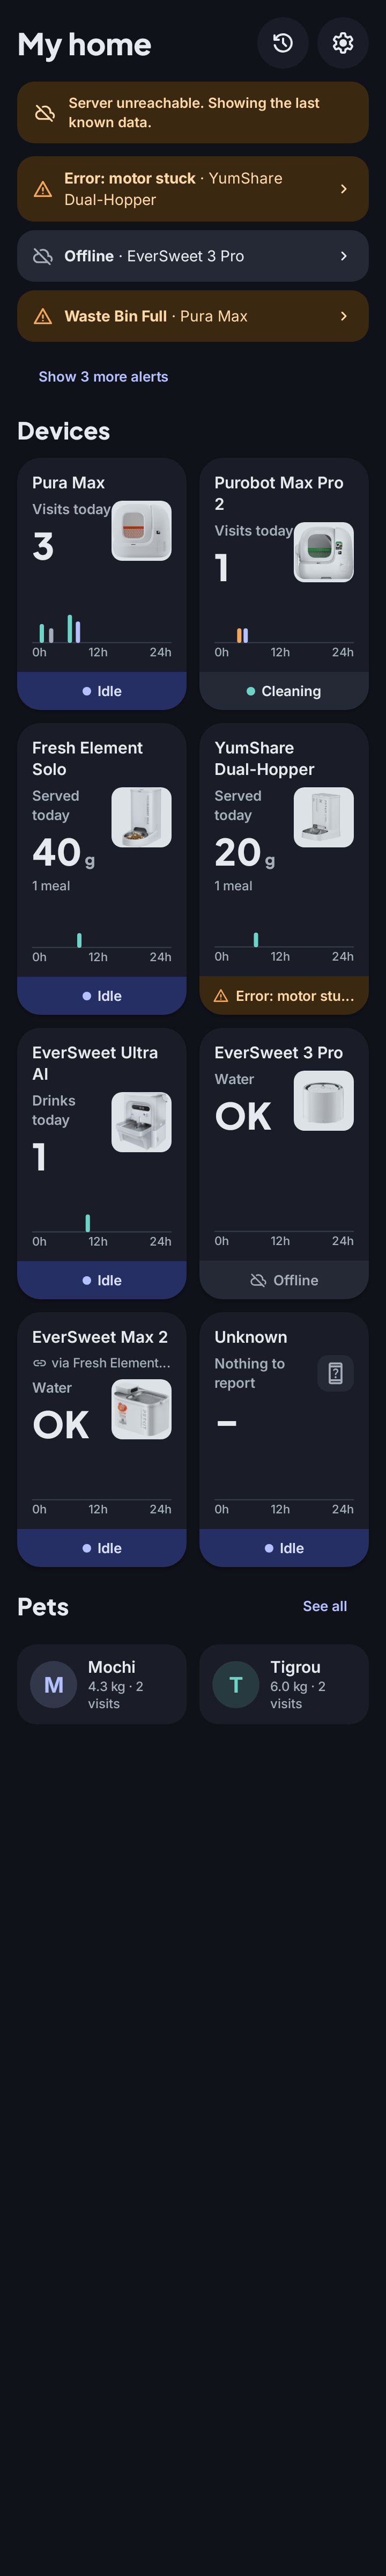 My home
Server unreachable. Showing the last
known data.
Error: motor stuck · YumShare
Dual-Hopper
Offline · EverSweet 3 Pro
Waste Bin Full · Pura Max
Show 3 more alerts
Devices
Pura Max
Visits today
3
0h 12h 24h
Idle
Purobot Max Pro
2
Visits today
1
0h 12h 24h
Cleaning
Fresh Element
Solo
Served
today
40 g
1 meal
0h 12h 24h
Idle
YumShare
Dual-Hopper
Served
today
20 g
1 meal
0h 12h 24h
Error: motor stu...
EverSweet Ultra
AI
Drinks
today
1
0h 12h 24h
Idle
EverSweet 3 Pro
Water
OK
0h 12h 24h
Offline
EverSweet Max 2
via Fresh Element...
Water
OK
0h 12h 24h
Idle
Unknown
Nothing to
report
–
0h 12h 24h
Idle
Pets
See all
M
Mochi
4.3 kg · 2
visits
T
Tigrou
6.0 kg · 2
visits